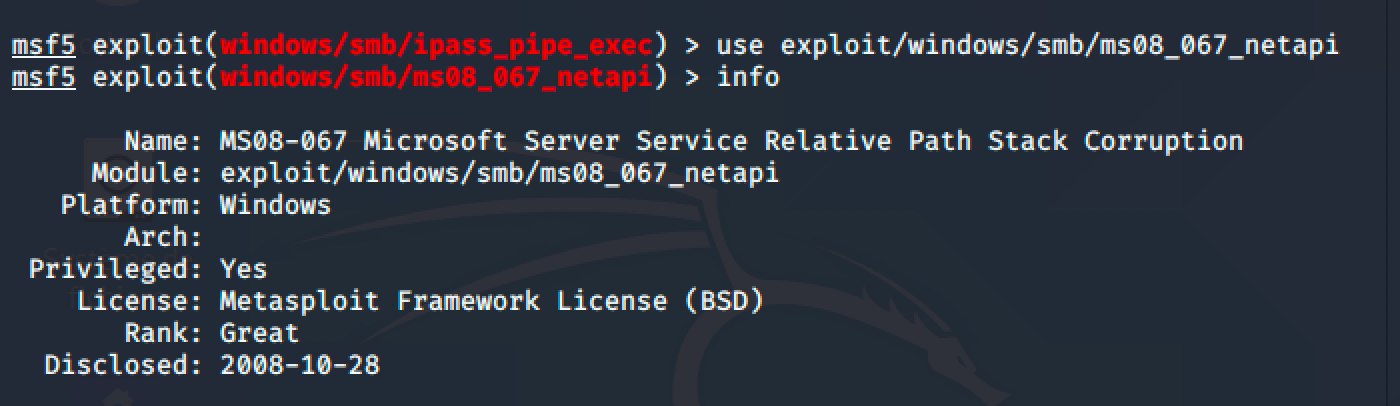 msf5 exploit(windows/smb/ipass_pipe_exec) > use exploit/windows/smb/ms08_067_netapi
msf5 exploit(windows/smb/ms08_067_netapi) > info
Name: MS08-067 Microsoft Server Service Relative Path Stack Corruption
Module: exploit/windows/smb/ms08_067_netapi
Platform: Windows
Arch:
Privileged: Yes
License: Metasploit Framework License (BSD)
Rank: Great
Disclosed: 2008-10-28